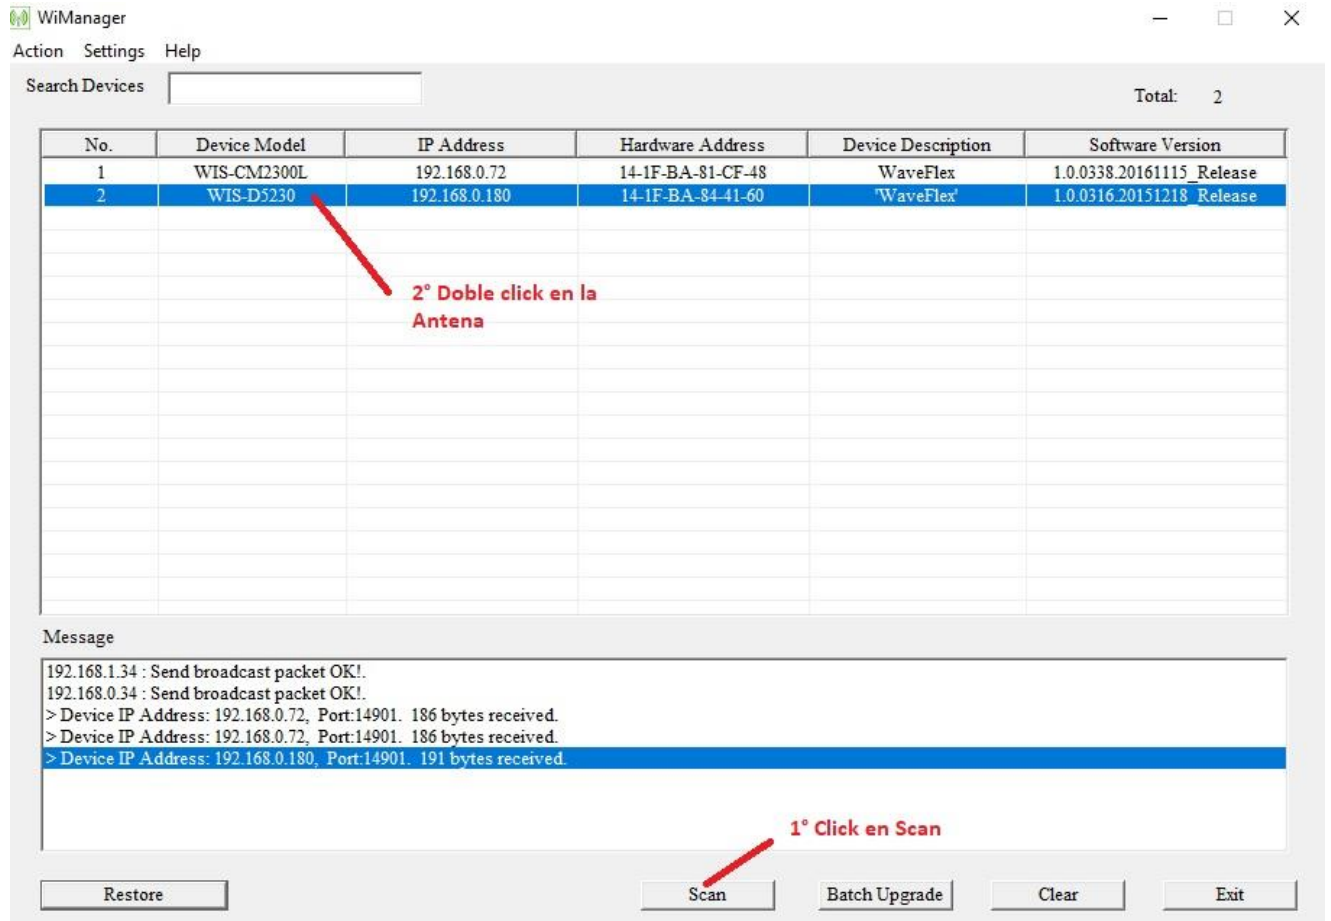 WiManager
Action Settings Help
Search Devices
Total: 2
No. Device Model IP Address Hardware Address Device Description Software Version
1 WIS-CM2300L 192.168.0.72 14-1F-BA-81-CF-48 WaveFlex 1.0.0338.20161115_Release
2 WIS-D5230 192.168.0.180 14-1F-BA-84-41-60 'WaveFlex' 1.0.0316.20151218_Release
2° Doble click en la
Antena
Message
192.168.1.34 : Send broadcast packet OK!.
192.168.0.34 : Send broadcast packet OK!.
> Device IP Address: 192.168.0.72, Port:14901. 186 bytes received.
> Device IP Address: 192.168.0.72, Port:14901. 186 bytes received.
> Device IP Address: 192.168.0.180, Port:14901. 191 bytes received.
1° Click en Scan
Restore Scan Batch Upgrade Clear Exit